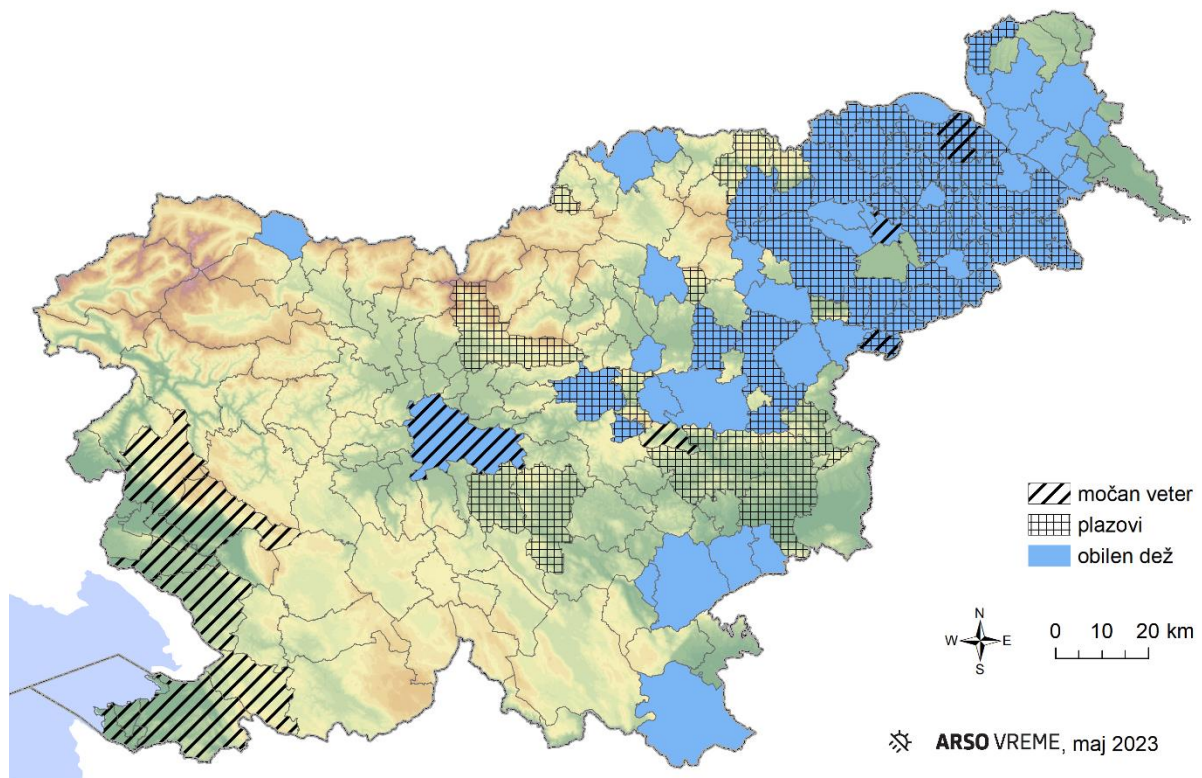 močan veter
plazovi
obilen dež
N
W E
S
0 10 20 km
ARSO VREME, maj 2023